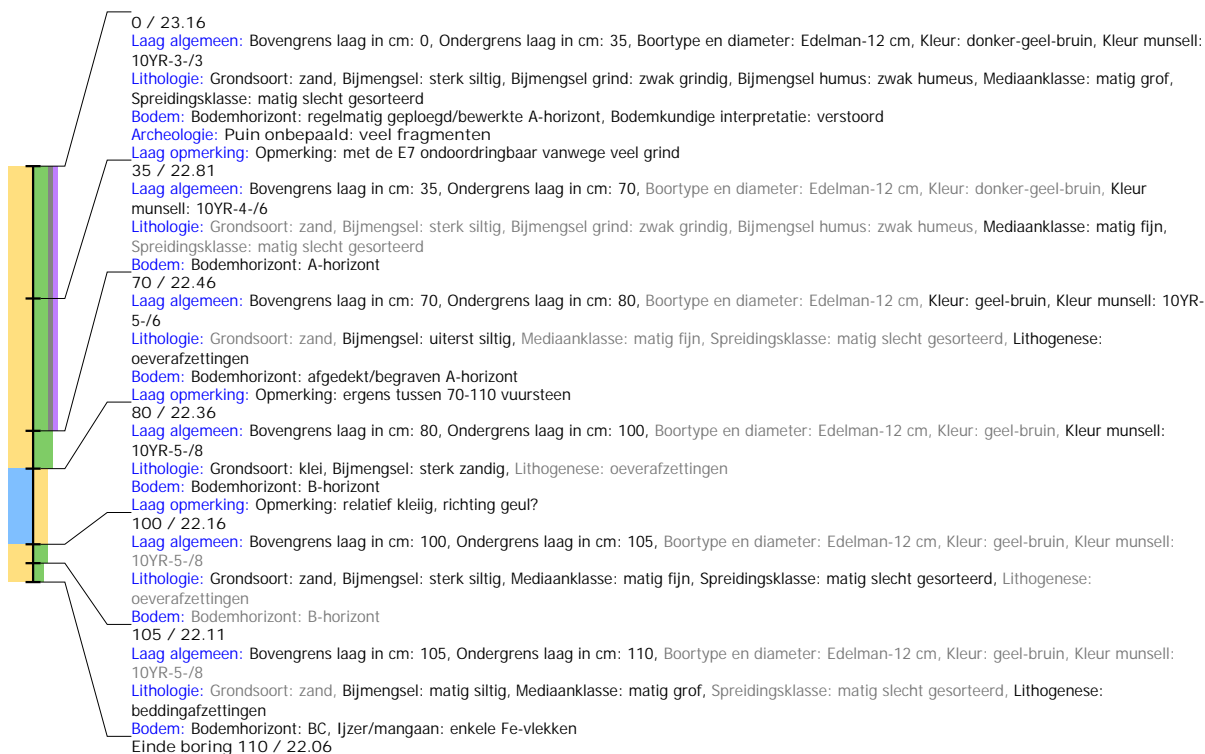 0 / 23.16
Laag algemeen: Bovengrens laag in cm: 0, Ondergrens laag in cm: 35, Boortype en diameter: Edelman-12 cm, Kleur: donker-geel-bruin, Kleur munsell:
10YR-3-/3
Lithologie: Grondsoort: zand, Bijmengsel: sterk siltig, Bijmengsel grind: zwak grindig, Bijmengsel humus: zwak humeus, Mediaanklasse: matig grof,
Spreidingsklasse: matig slecht gesorteerd
Bodem: Bodemhorizont: regelmatig geploegd/bewerkte A-horizont, Bodemkundige interpretatie: verstoord
Archeologie: Puin onbepaald: veel fragmenten
Laag opmerking: Opmerking: met de E7 ondoordringbaar vanwege veel grind
35 / 22.81
Laag algemeen: Bovengrens laag in cm: 35, Ondergrens laag in cm: 70, Boortype en diameter: Edelman-12 cm, Kleur: donker-geel-bruin, Kleur
munsell: 10YR-4-/6
Lithologie: Grondsoort: zand, Bijmengsel: sterk siltig, Bijmengsel grind: zwak grindig, Bijmengsel humus: zwak humeus, Mediaanklasse: matig fijn,
Spreidingsklasse: matig slecht gesorteerd
Bodem: Bodemhorizont: A-horizont
70 / 22.46
Laag algemeen: Bovengrens laag in cm: 70, Ondergrens laag in cm: 80, Boortype en diameter: Edelman-12 cm, Kleur: geel-bruin, Kleur munsell: 10YR-
5-/6
Lithologie: Grondsoort: zand, Bijmengsel: uiterst siltig, Mediaanklasse: matig fijn, Spreidingsklasse: matig slecht gesorteerd, Lithogenese:
oeverafzettingen
Bodem: Bodemhorizont: afgedekt/begraven A-horizont
Laag opmerking: Opmerking: ergens tussen 70-110 vuursteen
80 / 22.36
Laag algemeen: Bovengrens laag in cm: 80, Ondergrens laag in cm: 100, Boortype en diameter: Edelman-12 cm, Kleur: geel-bruin, Kleur munsell:
10YR-5-/8
Lithologie: Grondsoort: klei, Bijmengsel: sterk zandig, Lithogenese: oeverafzettingen
Bodem: Bodemhorizont: B-horizont
Laag opmerking: Opmerking: relatief kleiig, richting geul?
100 / 22.16
Laag algemeen: Bovengrens laag in cm: 100, Ondergrens laag in cm: 105, Boortype en diameter: Edelman-12 cm, Kleur: geel-bruin, Kleur munsell:
10YR-5-/8
Lithologie: Grondsoort: zand, Bijmengsel: sterk siltig, Mediaanklasse: matig fijn, Spreidingsklasse: matig slecht gesorteerd, Lithogenese:
oeverafzettingen
Bodem: Bodemhorizont: B-horizont
105 / 22.11
Laag algemeen: Bovengrens laag in cm: 105, Ondergrens laag in cm: 110, Boortype en diameter: Edelman-12 cm, Kleur: geel-bruin, Kleur munsell:
10YR-5-/8
Lithologie: Grondsoort: zand, Bijmengsel: matig siltig, Mediaanklasse: matig grof, Spreidingsklasse: matig slecht gesorteerd, Lithogenese:
beddingafzettingen
Bodem: Bodemhorizont: BC, Ijzer/mangaan: enkele Fe-vlekken
Einde boring 110 / 22.06